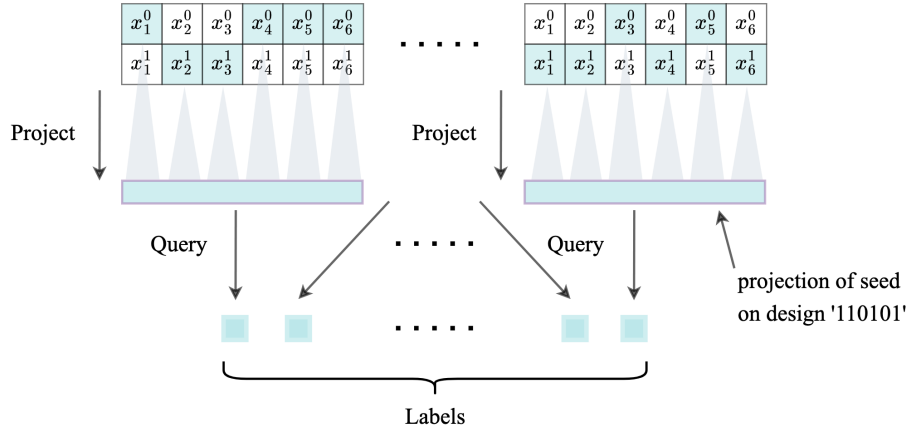 x_1^0 x_2^0 x_3^0 x_4^0 x_5^0 x_6^0
x_1^1 x_2^1 x_3^1 x_4^1 x_5^1 x_6^1
.....
x_1^0 x_2^0 x_3^0 x_4^0 x_5^0 x_6^0
x_1^1 x_2^1 x_3^1 x_4^1 x_5^1 x_6^1
Project
Project
Query
.....
Query
projection of seed
on design '110101'
.....
Labels